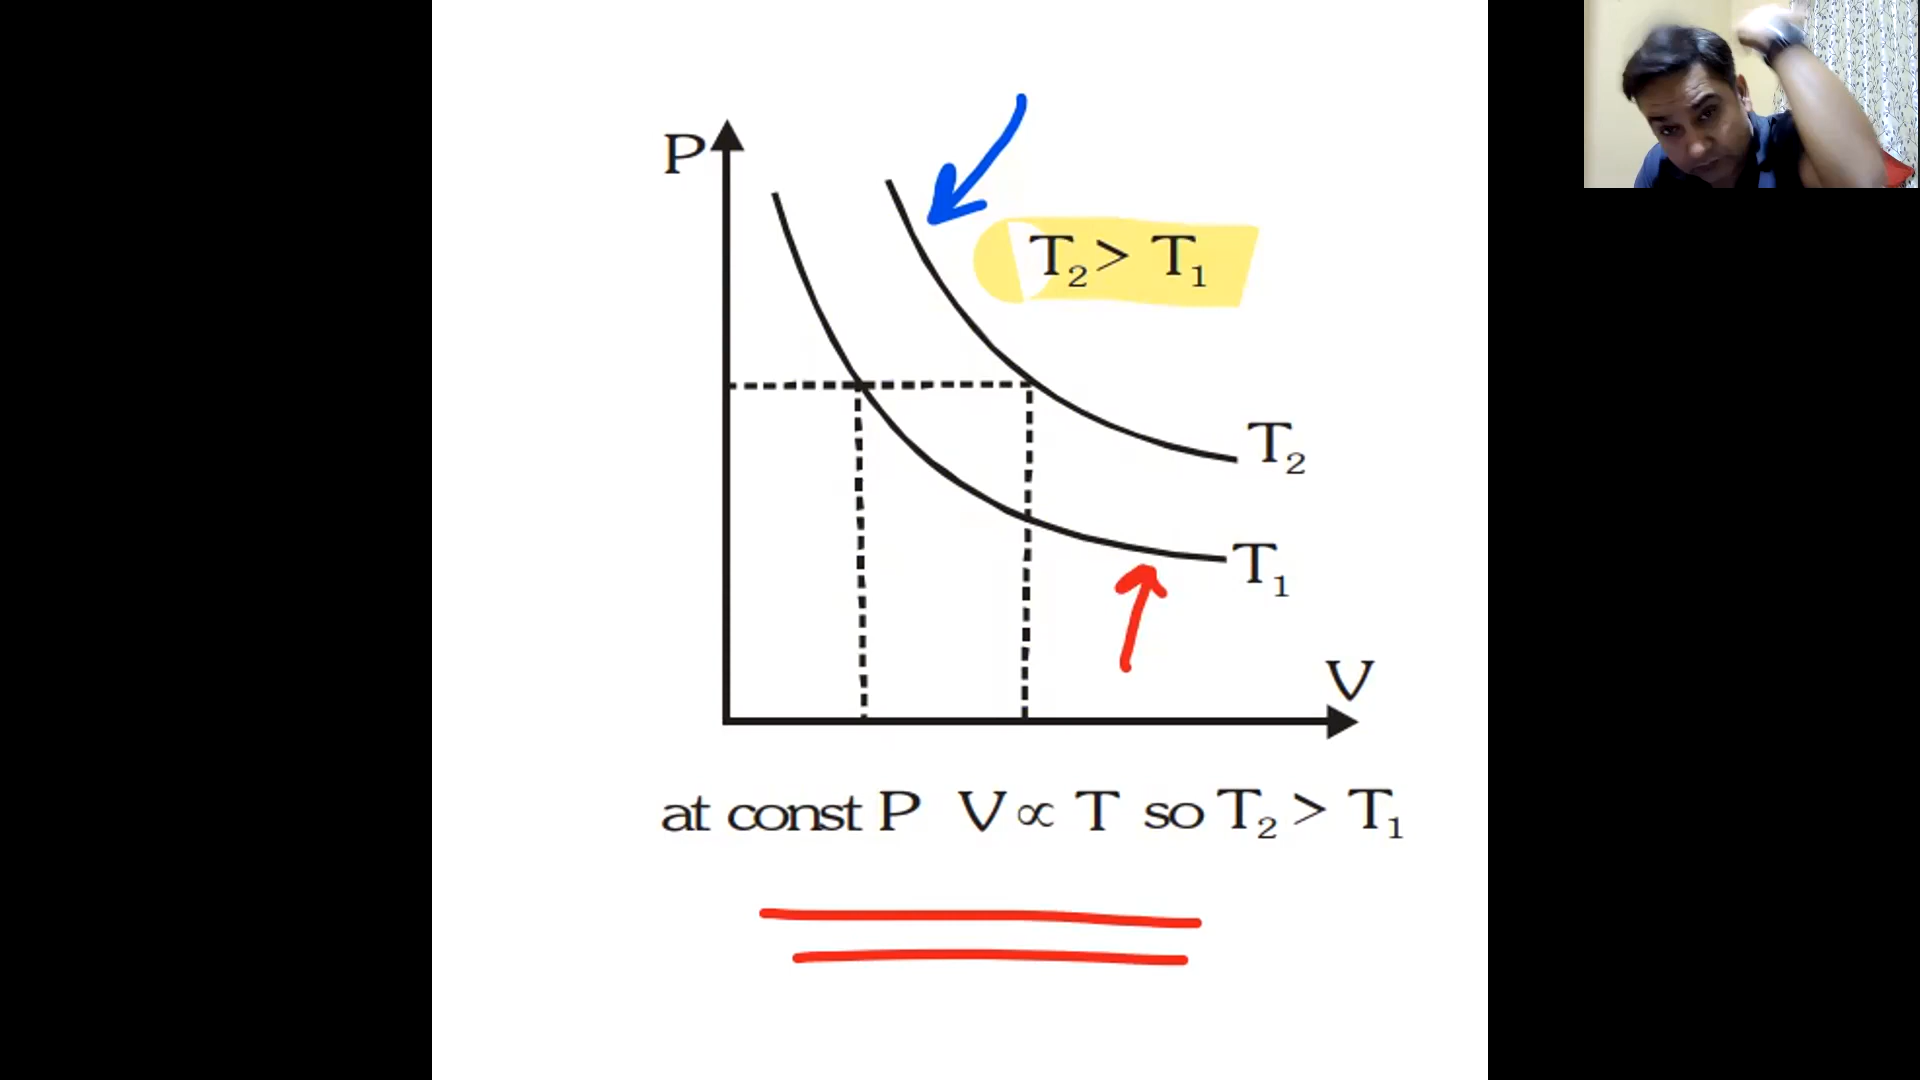 P
T₂ > T₁
T₂
T₁
V
at const P V ∝ T so T₂ > T₁